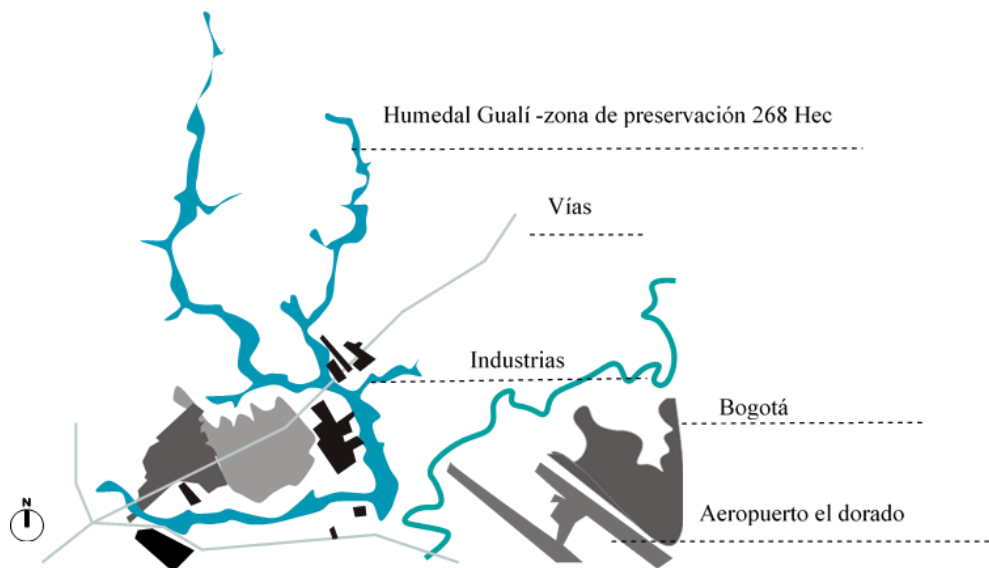 Humedal Gualí -zona de preservación 268 Hec
Vías
Industrias
Bogotá
N
Aeropuerto el dorado